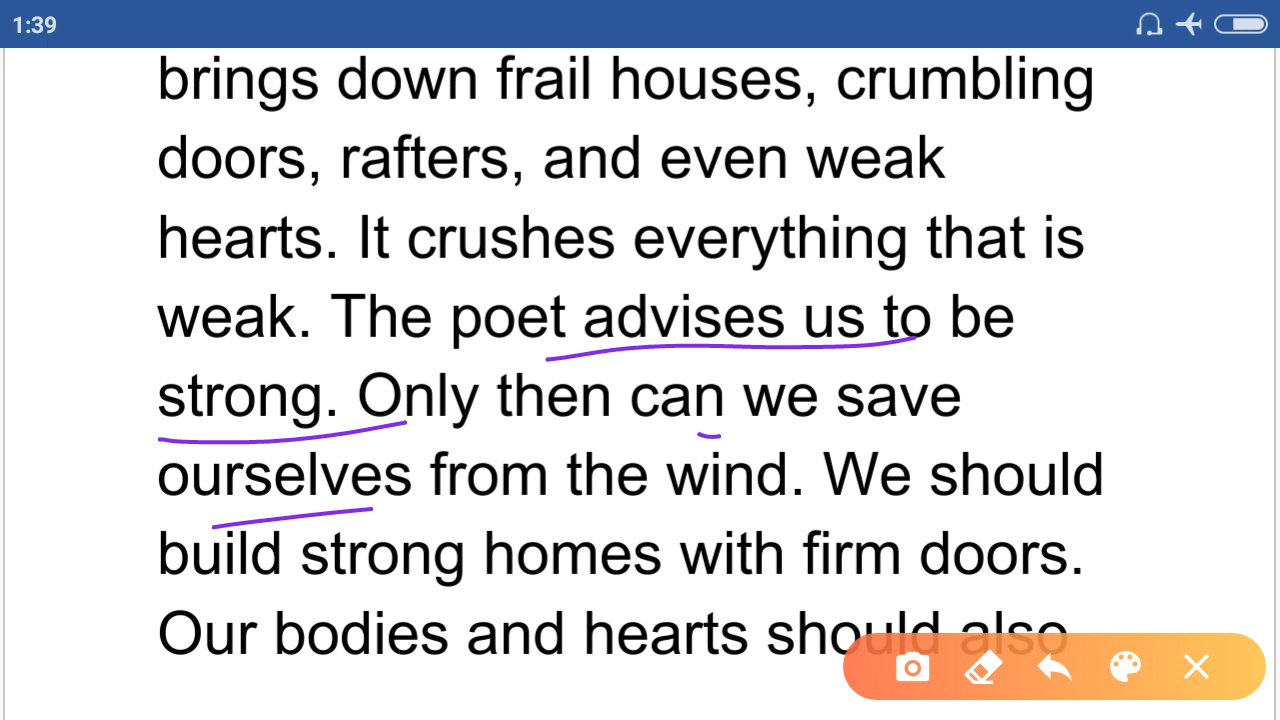 1:39
brings down frail houses, crumbling
doors, rafters, and even weak
hearts. It crushes everything that is
weak. The poet advises us to be
strong. Only then can we save
ourselves from the wind. We should
build strong homes with firm doors.
Our bodies and hearts should also